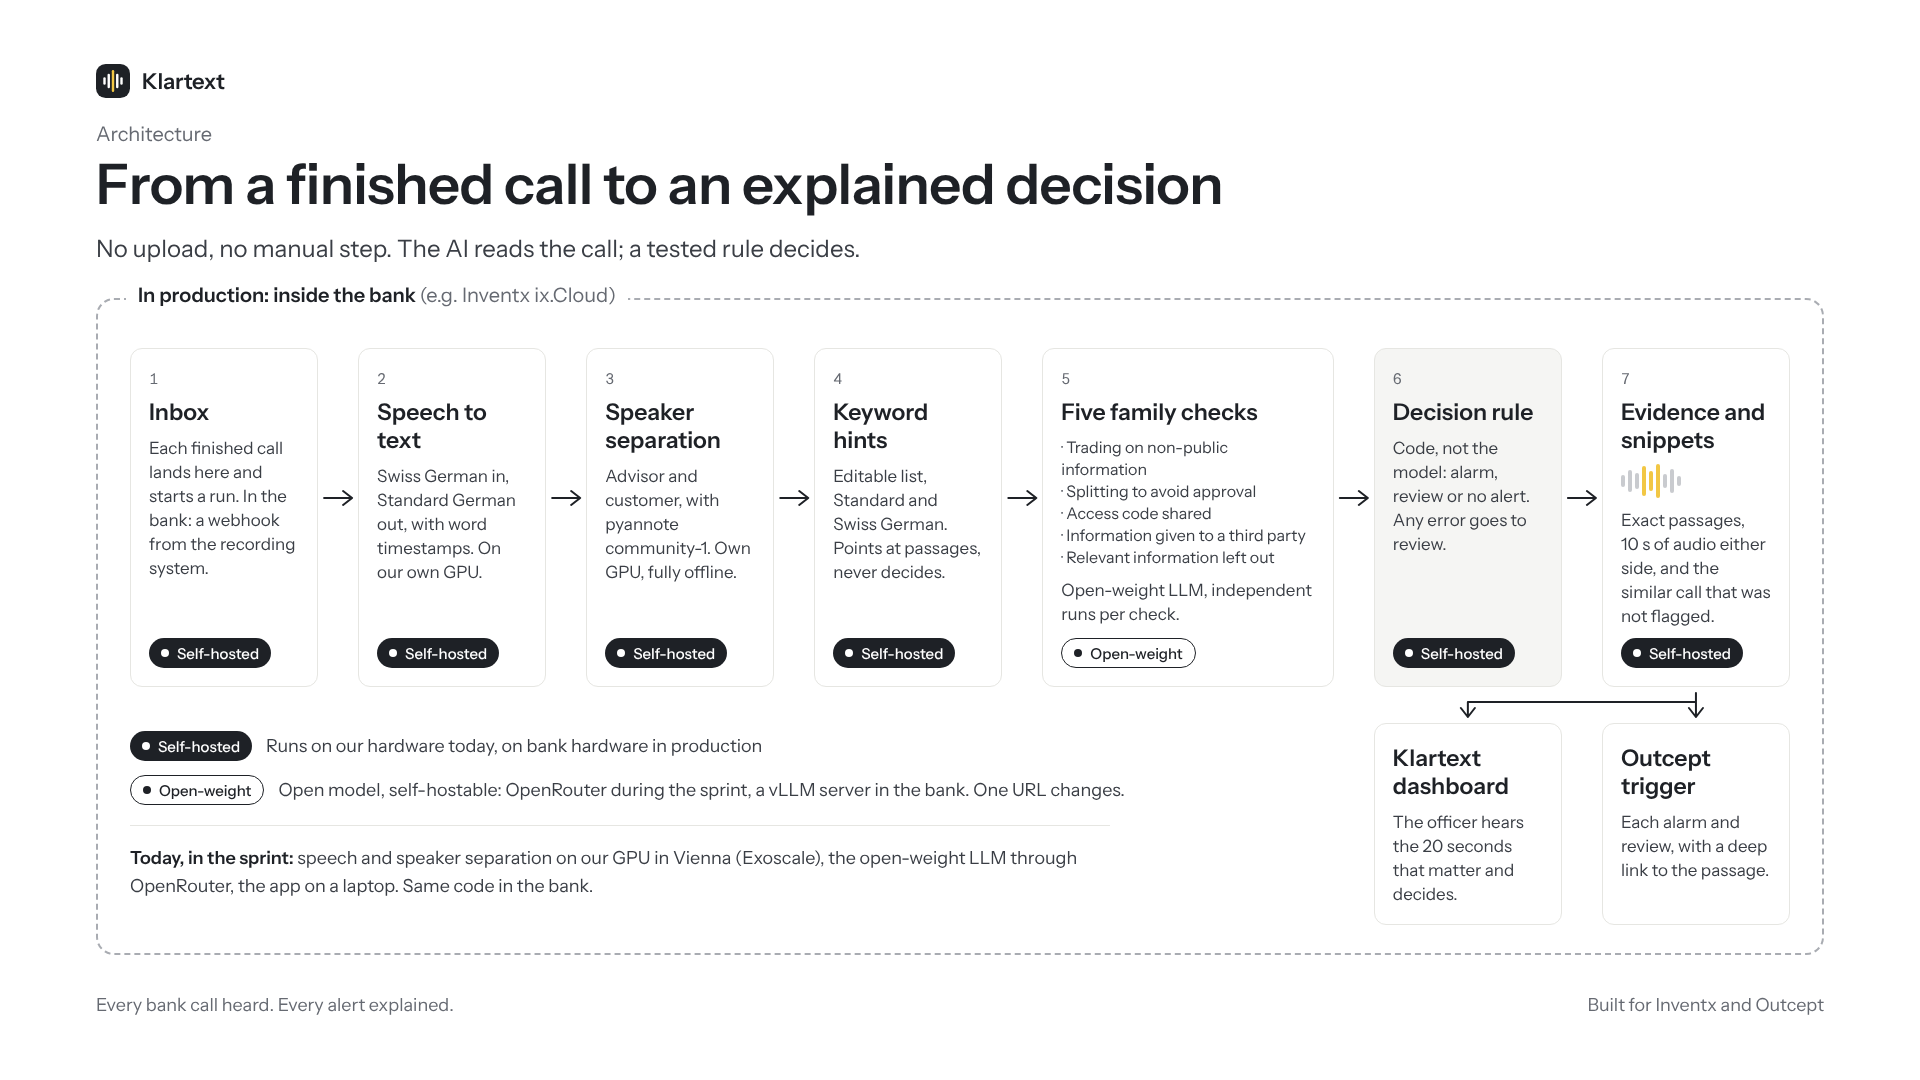 Klartext
Architecture
From a finished call to an explained decision
No upload, no manual step. The AI reads the call; a tested rule decides.
In production: inside the bank (e.g. Inventx ix.Cloud)
1
Inbox
Each finished call
lands here and
starts a run. In the
bank: a webhook
from the recording
system.
Self-hosted
2
Speech to
text
Swiss German in,
Standard German
out, with word
timestamps. On
our own GPU.
Self-hosted
3
Speaker
separation
Advisor and
customer, with
pyannote
community-1. Own
GPU, fully offline.
Self-hosted
4
Keyword
hints
Editable list,
Standard and
Swiss German.
Points at passages,
never decides.
Self-hosted
5
Five family checks
· Trading on non-public
information
· Splitting to avoid approval
· Access code shared
· Information given to a third party
· Relevant information left out
Open-weight LLM, independent
runs per check.
Open-weight
6
Decision rule
Code, not the
model: alarm,
review or no alert.
Any error goes to
review.
Self-hosted
7
Evidence and
snippets
Exact passages,
10 s of audio either
side, and the
similar call that was
not flagged.
Self-hosted
Self-hosted Runs on our hardware today, on bank hardware in production
Open-weight Open model, self-hostable: OpenRouter during the sprint, a vLLM server in the bank. One URL changes.
Today, in the sprint: speech and speaker separation on our GPU in Vienna (Exoscale), the open-weight LLM through
OpenRouter, the app on a laptop. Same code in the bank.
Klartext
dashboard
The officer hears
the 20 seconds
that matter and
decides.
Outcept
trigger
Each alarm and
review, with a deep
link to the passage.
Every bank call heard. Every alert explained.
Built for Inventx and Outcept